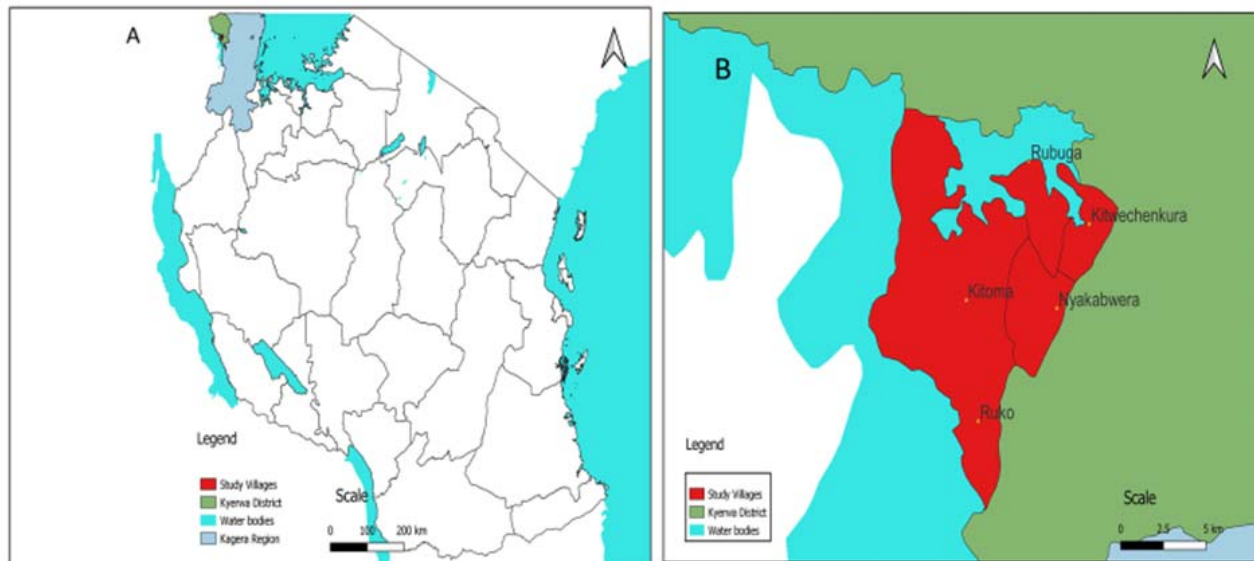 A
Legend
Study Villages
Kyerwa District
Water bodies
Kagera Region
Scale
0 100 200 km
B
Rubuga
Kitwechenkura
Kitoma
Nyakabwera
Ruko
Legend
Study Villages
Kyerwa District
Water bodies
Scale
0 2.5 5 km